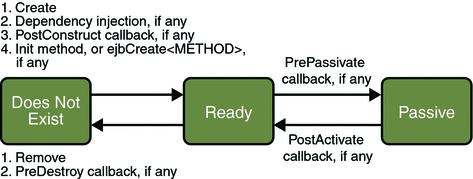 1. Create
2. Dependency injection, if any
3. PostConstruct callback, if any
4. Init method, or ejbCreate<METHOD>,
if any
PrePassivate
callback, if any
Does Not
Exist
Ready
Passive
PostActivate
callback, if any
1. Remove
2. PreDestroy callback, if any